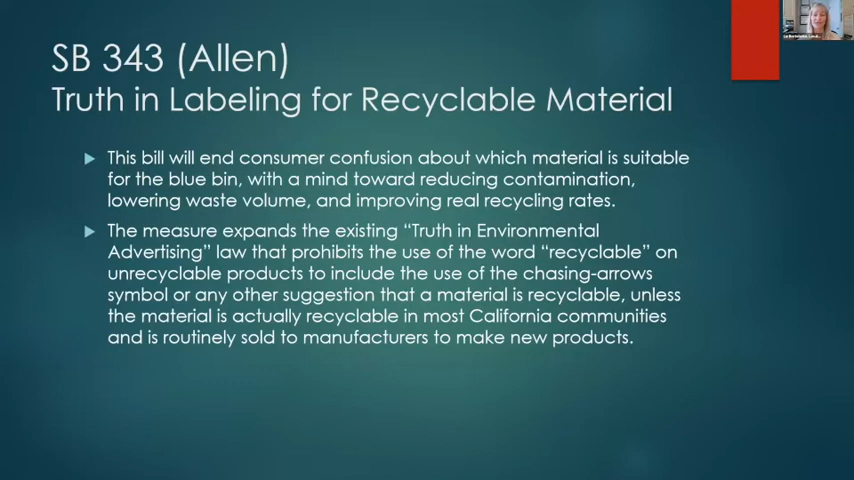 SB 343 (Allen)
Truth in Labeling for Recyclable Material
This bill will end consumer confusion about which material is suitable
for the blue bin, with a mind toward reducing contamination,
lowering waste volume, and improving real recycling rates.
The measure expands the existing “Truth in Environmental
Advertising” law that prohibits the use of the word “recyclable” on
unrecyclable products to include the use of the chasing-arrows
symbol or any other suggestion that a material is recyclable, unless
the material is actually recyclable in most California communities
and is routinely sold to manufacturers to make new products.